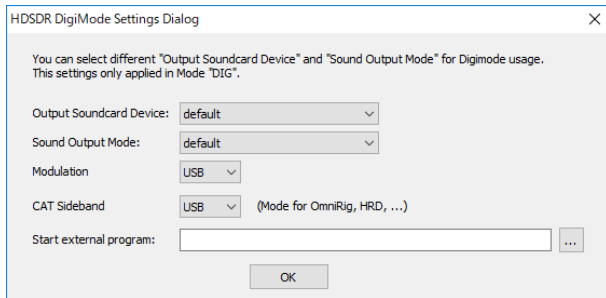 HDSDR DigiMode Settings Dialog
You can select different "Output Soundcard Device" and "Sound Output Mode" for Digimode usage.
This settings only applied in Mode "DIG".
Output Soundcard Device: default
Sound Output Mode: default
Modulation USB
CAT Sideband USB (Mode for OmniRig, HRD, ...)
Start external program: ...
OK